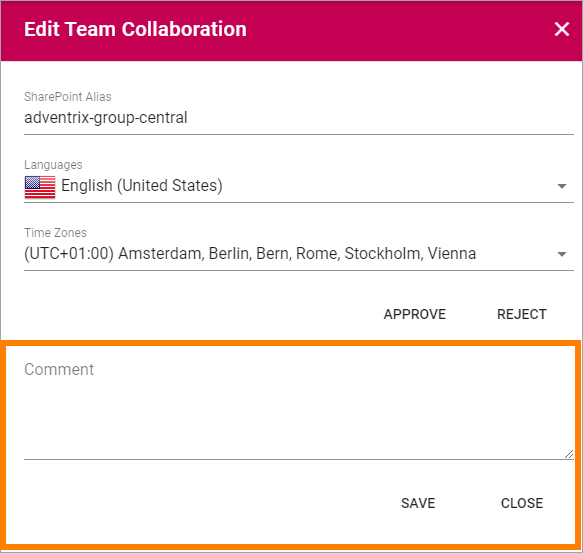 Edit Team Collaboration
SharePoint Alias
adventrix-group-central
Languages
English (United States)
Time Zones
(UTC+01:00) Amsterdam, Berlin, Bern, Rome, Stockholm, Vienna
APPROVE REJECT
Comment
SAVE CLOSE